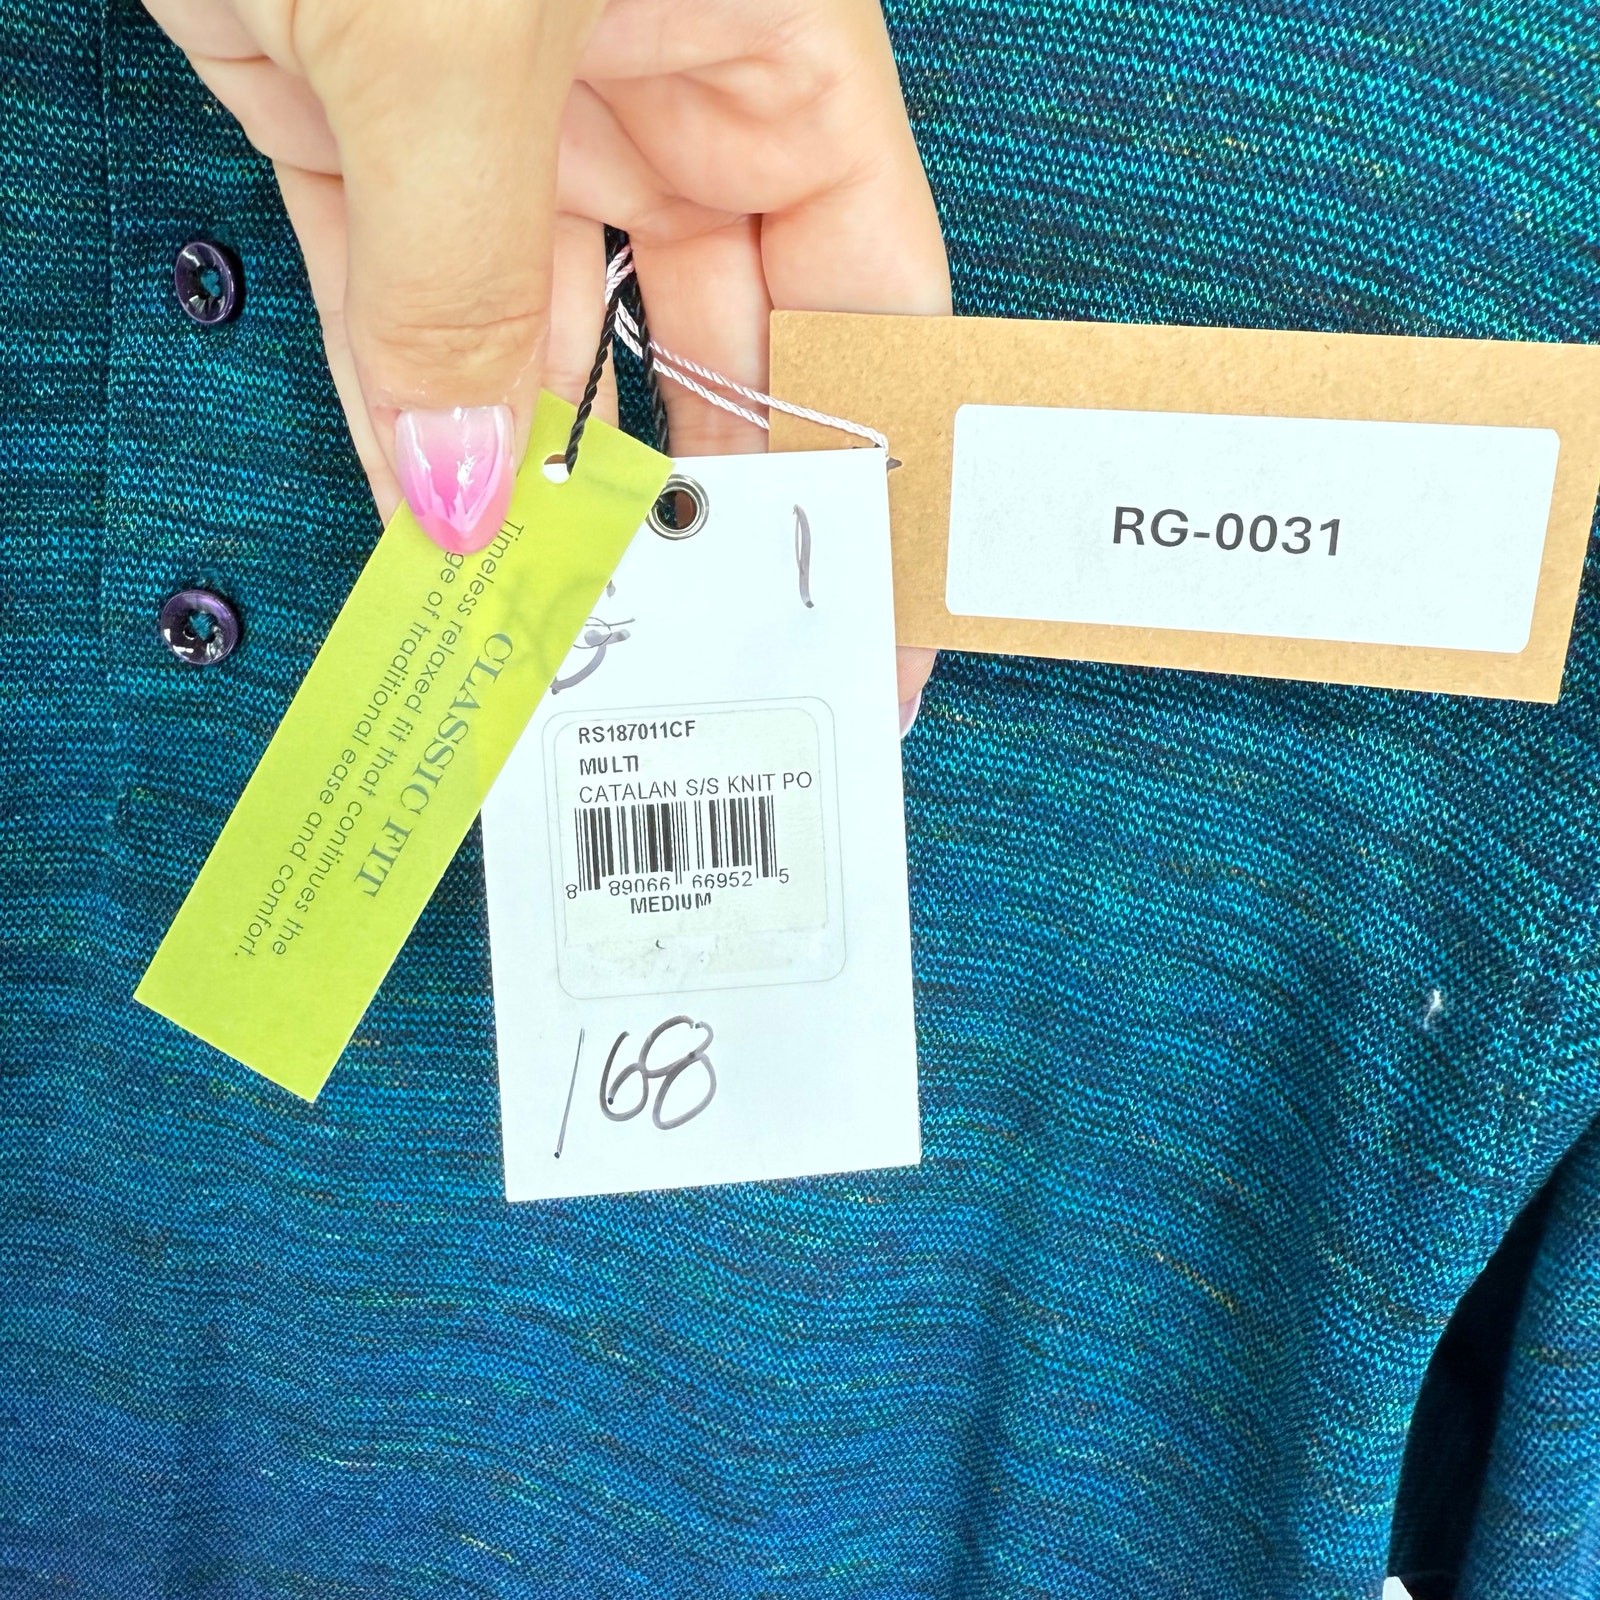 CLASSIC FIT
Timeless relaxed fit that continues the
of traditional ease and comfort.
1
RS187011CF
MULTI
CATALAN S/S KNIT PO
8 89066 66952 5
MEDIUM
168
RG-0031